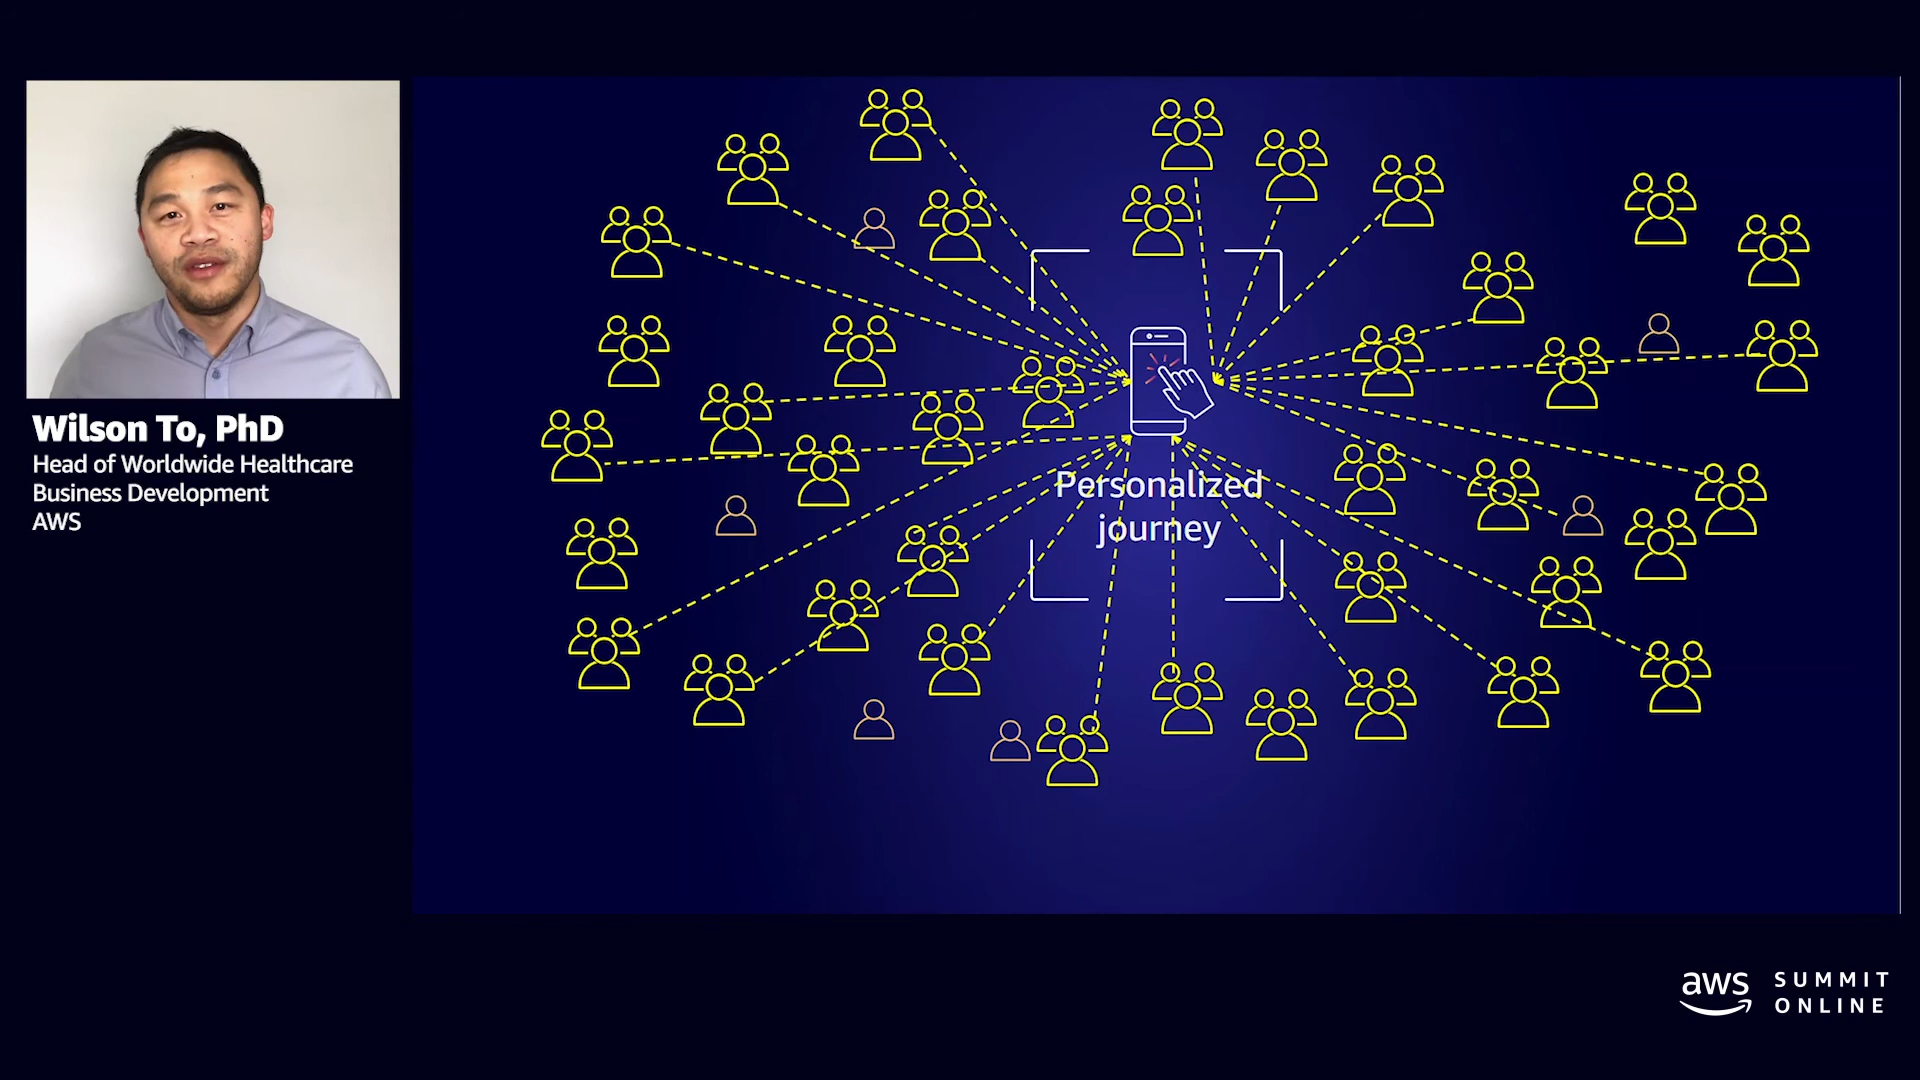 Wilson To, PhD
Head of Worldwide Healthcare
Business Development
AWS
Personalized
journey
aws
SUMMIT
ONLINE